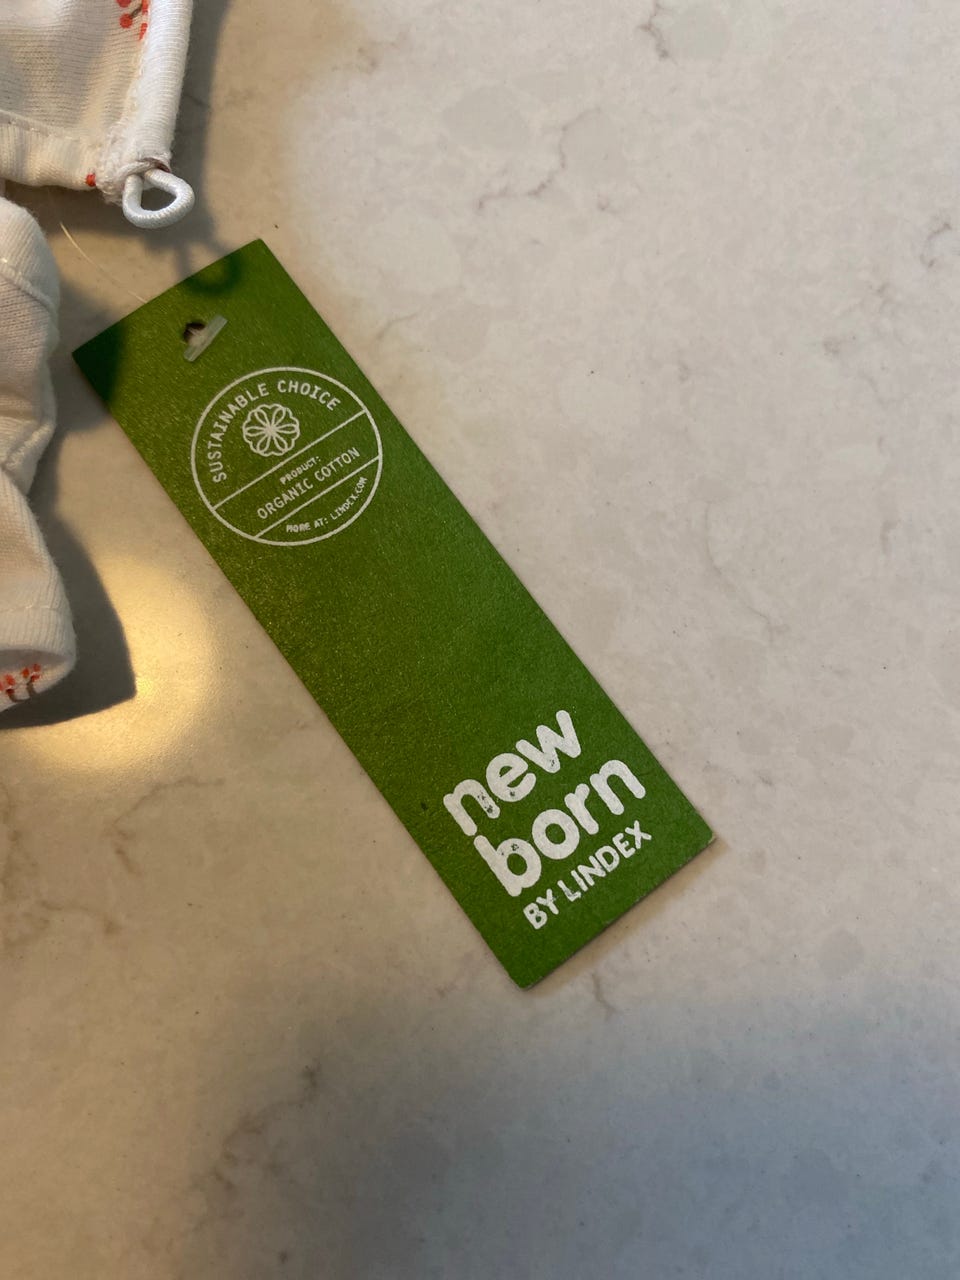 SUSTAINABLE CHOICE
PRODUCT:
ORGANIC COTTON
MORE AT: LINDEX.COM
new
born
BY LINDEX